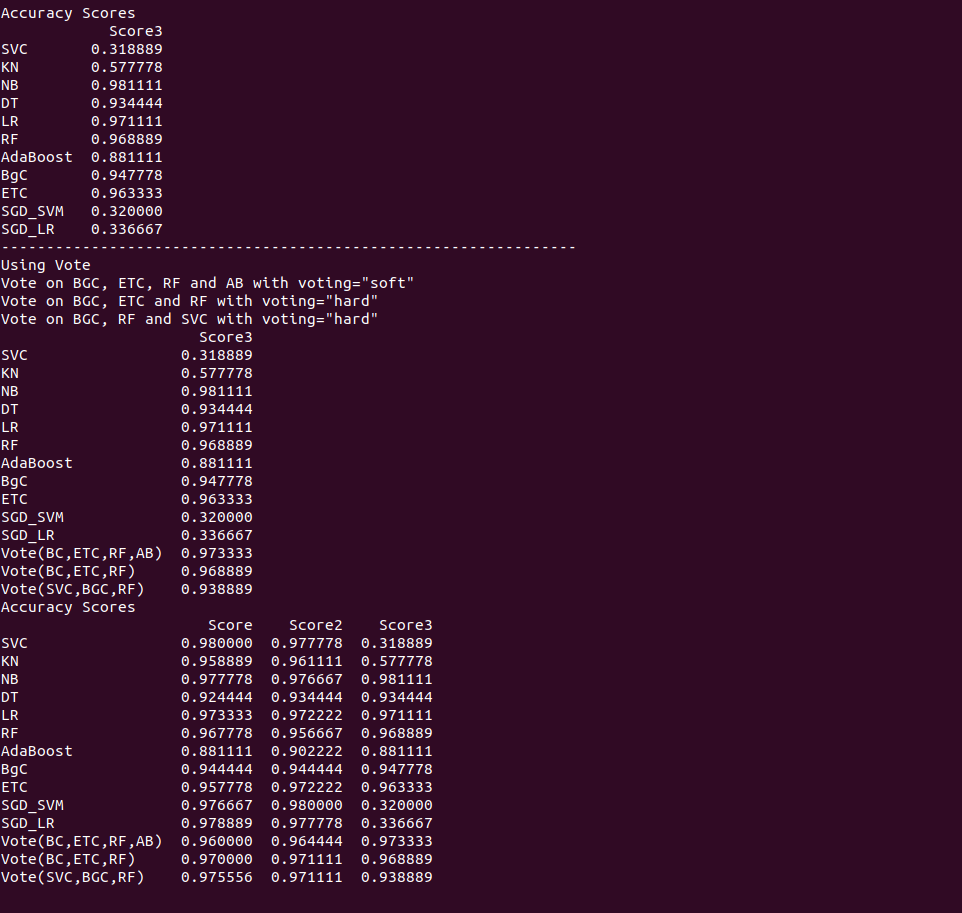 Accuracy Scores
Score3
SVC 0.318889
KN 0.577778
NB 0.981111
DT 0.934444
LR 0.971111
RF 0.968889
AdaBoost 0.881111
BgC 0.947778
ETC 0.963333
SGD_SVM 0.320000
SGD_LR 0.336667
----------------------------------------------------------------
Using Vote
Vote on BGC, ETC, RF and AB with voting="soft"
Vote on BGC, ETC and RF with voting="hard"
Vote on BGC, RF and SVC with voting="hard"
Score3
SVC 0.318889
KN 0.577778
NB 0.981111
DT 0.934444
LR 0.971111
RF 0.968889
AdaBoost 0.881111
BgC 0.947778
ETC 0.963333
SGD_SVM 0.320000
SGD_LR 0.336667
Vote(BC,ETC,RF,AB) 0.973333
Vote(BC,ETC,RF) 0.968889
Vote(SVC,BGC,RF) 0.938889
Accuracy Scores
Score Score2 Score3
SVC 0.980000 0.977778 0.318889
KN 0.958889 0.961111 0.577778
NB 0.977778 0.976667 0.981111
DT 0.924444 0.934444 0.934444
LR 0.973333 0.972222 0.971111
RF 0.967778 0.956667 0.968889
AdaBoost 0.881111 0.902222 0.881111
BgC 0.944444 0.944444 0.947778
ETC 0.957778 0.972222 0.963333
SGD_SVM 0.976667 0.980000 0.320000
SGD_LR 0.978889 0.977778 0.336667
Vote(BC,ETC,RF,AB) 0.960000 0.964444 0.973333
Vote(BC,ETC,RF) 0.970000 0.971111 0.968889
Vote(SVC,BGC,RF) 0.975556 0.971111 0.938889